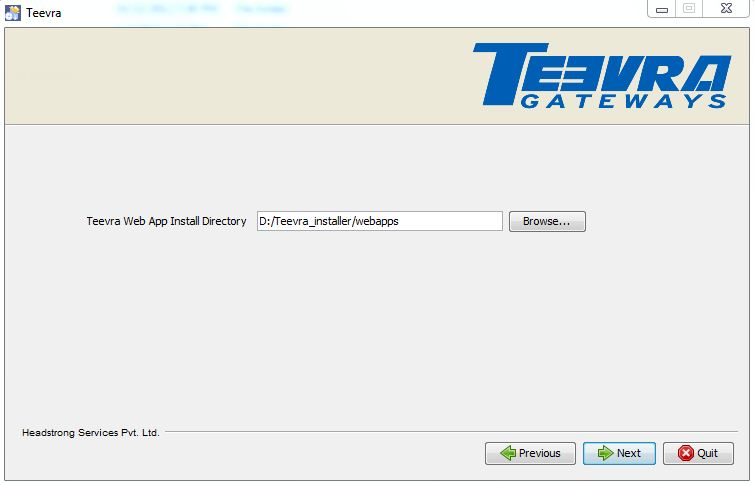 Teevra
TEEVRA
GATEWAYS
Teevra Web App Install Directory D:/Teevra_installer/webapps Browse...
Headstrong Services Pvt. Ltd.
Previous Next Quit